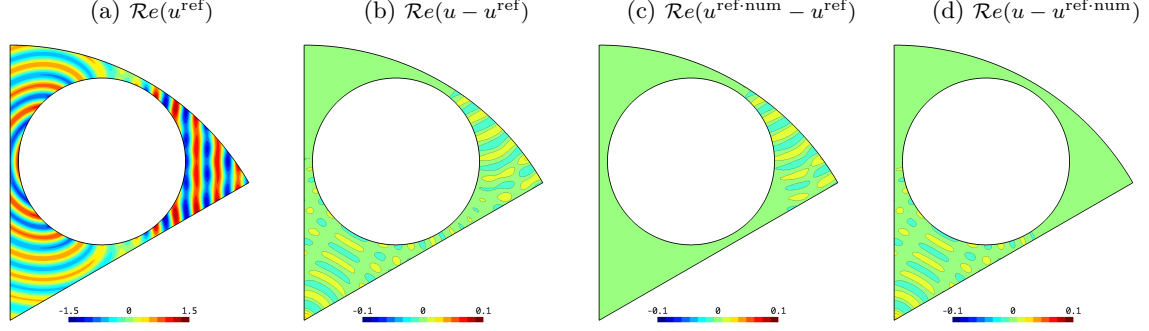 (a) ℛe(u^ref) (b) ℛe(u − u^ref) (c) ℛe(u^ref·num − u^ref) (d) ℛe(u − u^ref·num)
-1.5 0 1.5 -0.1 0 0.1 -0.1 0 0.1 -0.1 0 0.1